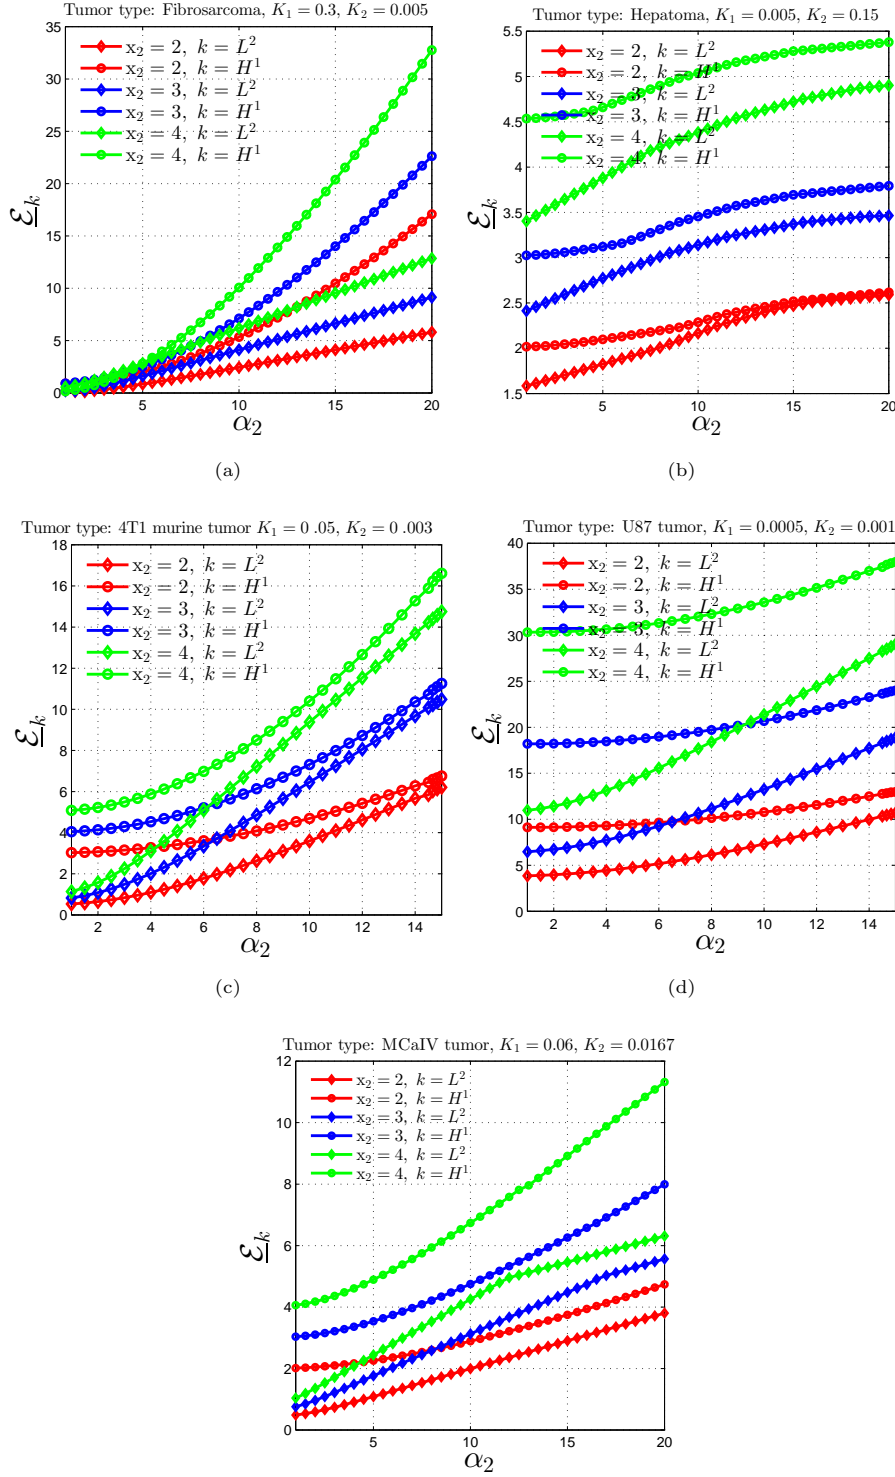 Tumor type: Fibrosarcoma, K₁ = 0.3, K₂ = 0.005
35
30
25
20
15
10
5
0
x₂ = 2, k = L²
x₂ = 2, k = H¹
x₂ = 3, k = L²
x₂ = 3, k = H¹
x₂ = 4, k = L²
x₂ = 4, k = H¹
ℰₖ
5 10 15 20
α₂
(a)
Tumor type: Hepatoma, K₁ = 0.005, K₂ = 0.15
5.5
5
4.5
4
3.5
3
2.5
2
1.5
x₂ = 2, k = L²
x₂ = 2, k = H¹
x₂ = 3, k = L²
x₂ = 3, k = H¹
x₂ = 4, k = L²
x₂ = 4, k = H¹
ℰₖ
5 10 15 20
α₂
(b)
Tumor type: 4T1 murine tumor K₁ = 0 .05, K₂ = 0 .003
18
16
14
12
10
8
6
4
2
0
x₂ = 2, k = L²
x₂ = 2, k = H¹
x₂ = 3, k = L²
x₂ = 3, k = H¹
x₂ = 4, k = L²
x₂ = 4, k = H¹
ℰₖ
2 4 6 8 10 12 14
α₂
(c)
Tumor type: U87 tumor, K₁ = 0.0005, K₂ = 0.001
40
35
30
25
20
15
10
5
0
x₂ = 2, k = L²
x₂ = 2, k = H¹
x₂ = 3, k = L²
x₂ = 3, k = H¹
x₂ = 4, k = L²
x₂ = 4, k = H¹
ℰₖ
2 4 6 8 10 12 14
α₂
(d)
Tumor type: MCaIV tumor, K₁ = 0.06, K₂ = 0.0167
12
10
8
6
4
2
0
x₂ = 2, k = L²
x₂ = 2, k = H¹
x₂ = 3, k = L²
x₂ = 3, k = H¹
x₂ = 4, k = L²
x₂ = 4, k = H¹
ℰₖ
5 10 15 20
α₂